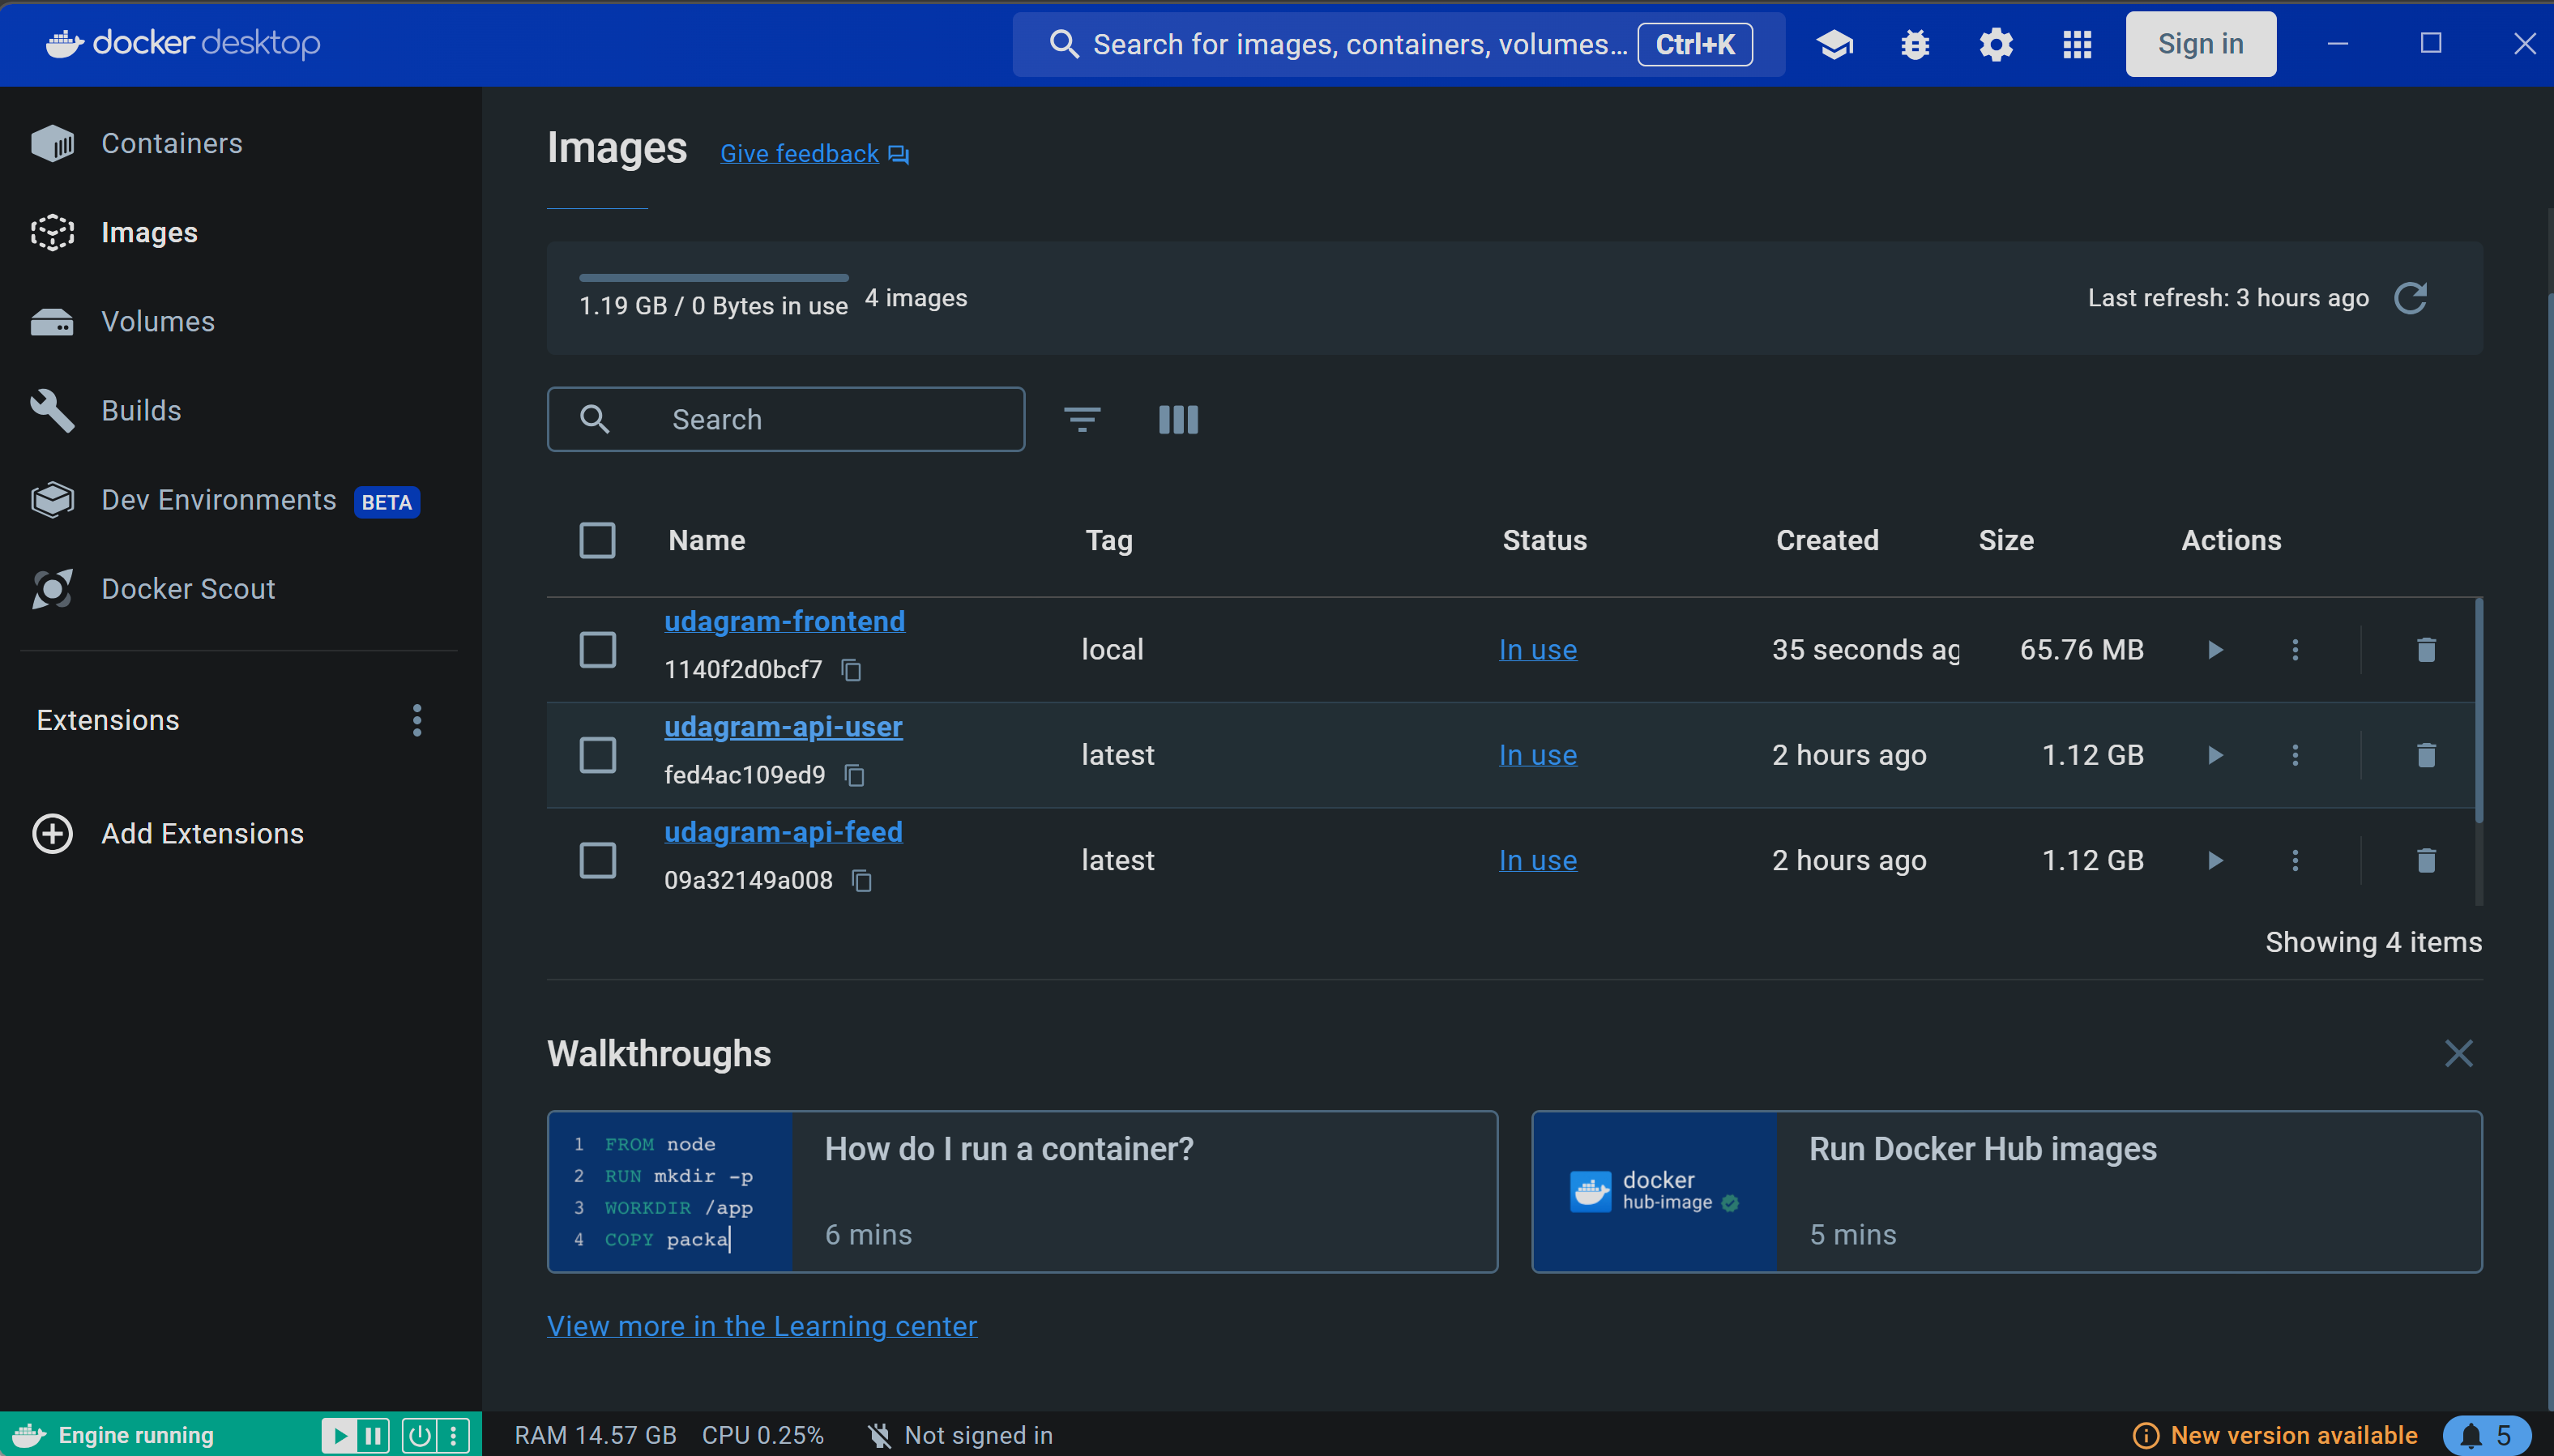 docker desktop
Search for images, containers, volumes… Ctrl+K
Sign in
Containers
Images
Volumes
Builds
Dev Environments BETA
Docker Scout
Extensions
Add Extensions
Images Give feedback
1.19 GB / 0 Bytes in use 4 images
Last refresh: 3 hours ago
Search
Name Tag Status Created Size Actions
udagram-frontend
1140f2d0bcf7
local In use 35 seconds ag 65.76 MB
udagram-api-user
fed4ac109ed9
latest In use 2 hours ago 1.12 GB
udagram-api-feed
09a32149a008
latest In use 2 hours ago 1.12 GB
Showing 4 items
Walkthroughs
1 FROM node
2 RUN mkdir -p
3 WORKDIR /app
4 COPY packa
How do I run a container?
6 mins
docker
hub-image
Run Docker Hub images
5 mins
View more in the Learning center
Engine running
RAM 14.57 GB CPU 0.25% Not signed in
New version available 5